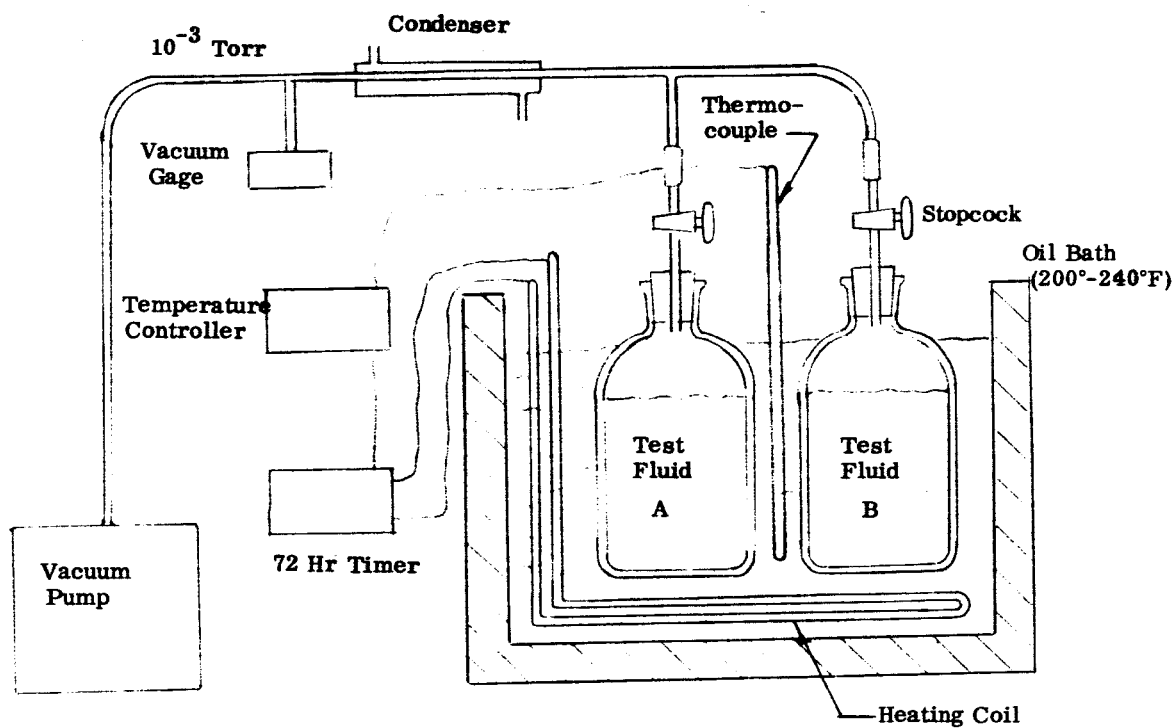 Condenser
10⁻³ Torr
Thermo-
couple
Vacuum
Gage
Stopcock
Oil Bath
(200°-240°F)
Temperature
Controller
Test
Fluid
A
Test
Fluid
B
72 Hr Timer
Vacuum
Pump
Heating Coil